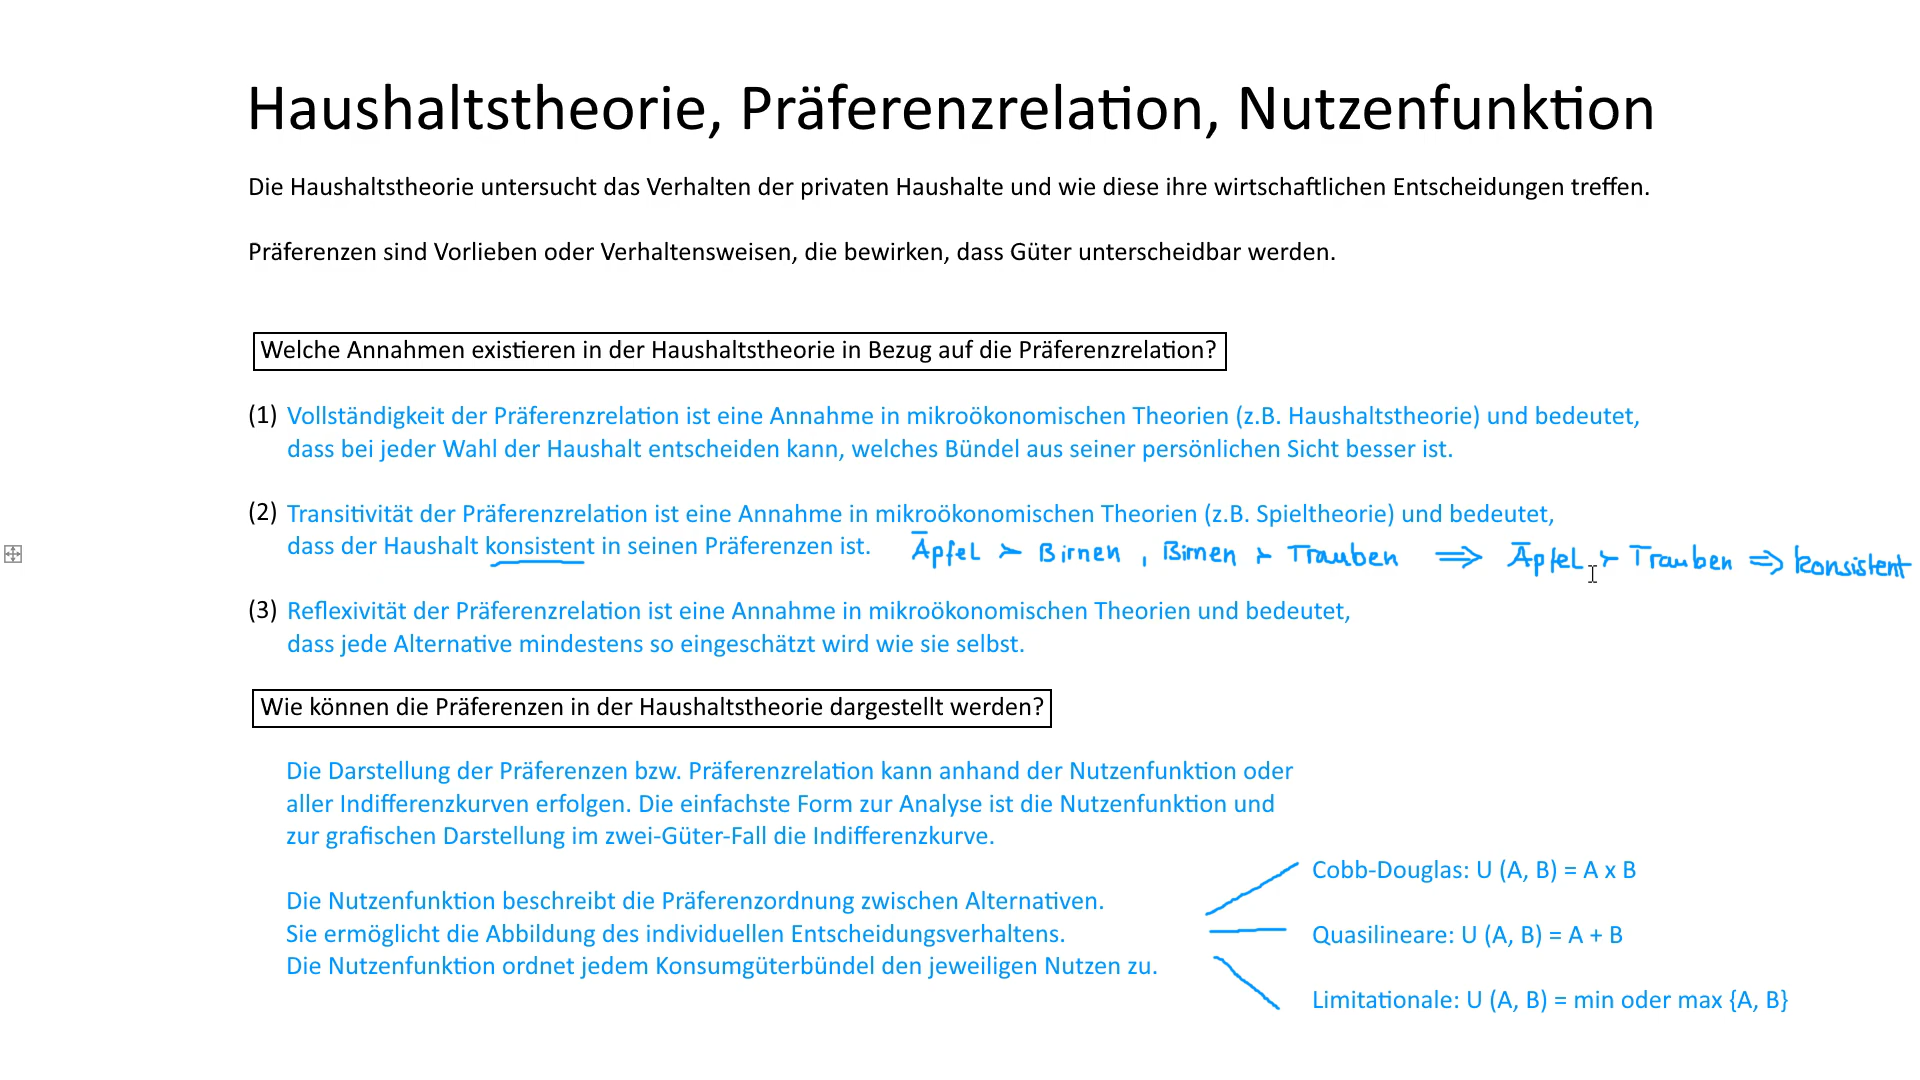 Haushaltstheorie, Präferenzrelation, Nutzenfunktion
Die Haushaltstheorie untersucht das Verhalten der privaten Haushalte und wie diese ihre wirtschaftlichen Entscheidungen treffen.
Präferenzen sind Vorlieben oder Verhaltensweisen, die bewirken, dass Güter unterscheidbar werden.
Welche Annahmen existieren in der Haushaltstheorie in Bezug auf die Präferenzrelation?
(1) Vollständigkeit der Präferenzrelation ist eine Annahme in mikroökonomischen Theorien (z.B. Haushaltstheorie) und bedeutet,
dass bei jeder Wahl der Haushalt entscheiden kann, welches Bündel aus seiner persönlichen Sicht besser ist.
(2) Transitivität der Präferenzrelation ist eine Annahme in mikroökonomischen Theorien (z.B. Spieltheorie) und bedeutet,
dass der Haushalt konsistent in seinen Präferenzen ist. Äpfel ≻ Birnen, Birnen ≻ Trauben ⟹ Äpfel ≻ Trauben ⟹ konsistent
(3) Reflexivität der Präferenzrelation ist eine Annahme in mikroökonomischen Theorien und bedeutet,
dass jede Alternative mindestens so eingeschätzt wird wie sie selbst.
Wie können die Präferenzen in der Haushaltstheorie dargestellt werden?
Die Darstellung der Präferenzen bzw. Präferenzrelation kann anhand der Nutzenfunktion oder
aller Indifferenzkurven erfolgen. Die einfachste Form zur Analyse ist die Nutzenfunktion und
zur grafischen Darstellung im zwei-Güter-Fall die Indifferenzkurve.
Die Nutzenfunktion beschreibt die Präferenzordnung zwischen Alternativen.
Sie ermöglicht die Abbildung des individuellen Entscheidungsverhaltens.
Die Nutzenfunktion ordnet jedem Konsumgüterbündel den jeweiligen Nutzen zu.
Cobb-Douglas: U (A, B) = A x B
Quasilineare: U (A, B) = A + B
Limitationale: U (A, B) = min oder max {A, B}